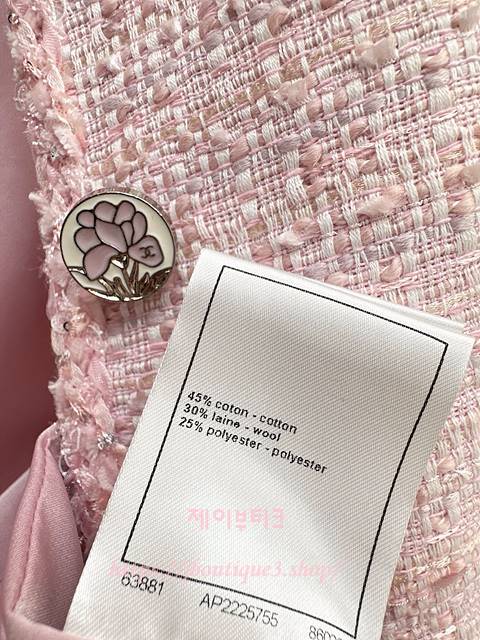 45% coton - cotton
30% laine - wool
25% polyester - polyester
제이부티크
63881 AP2225755